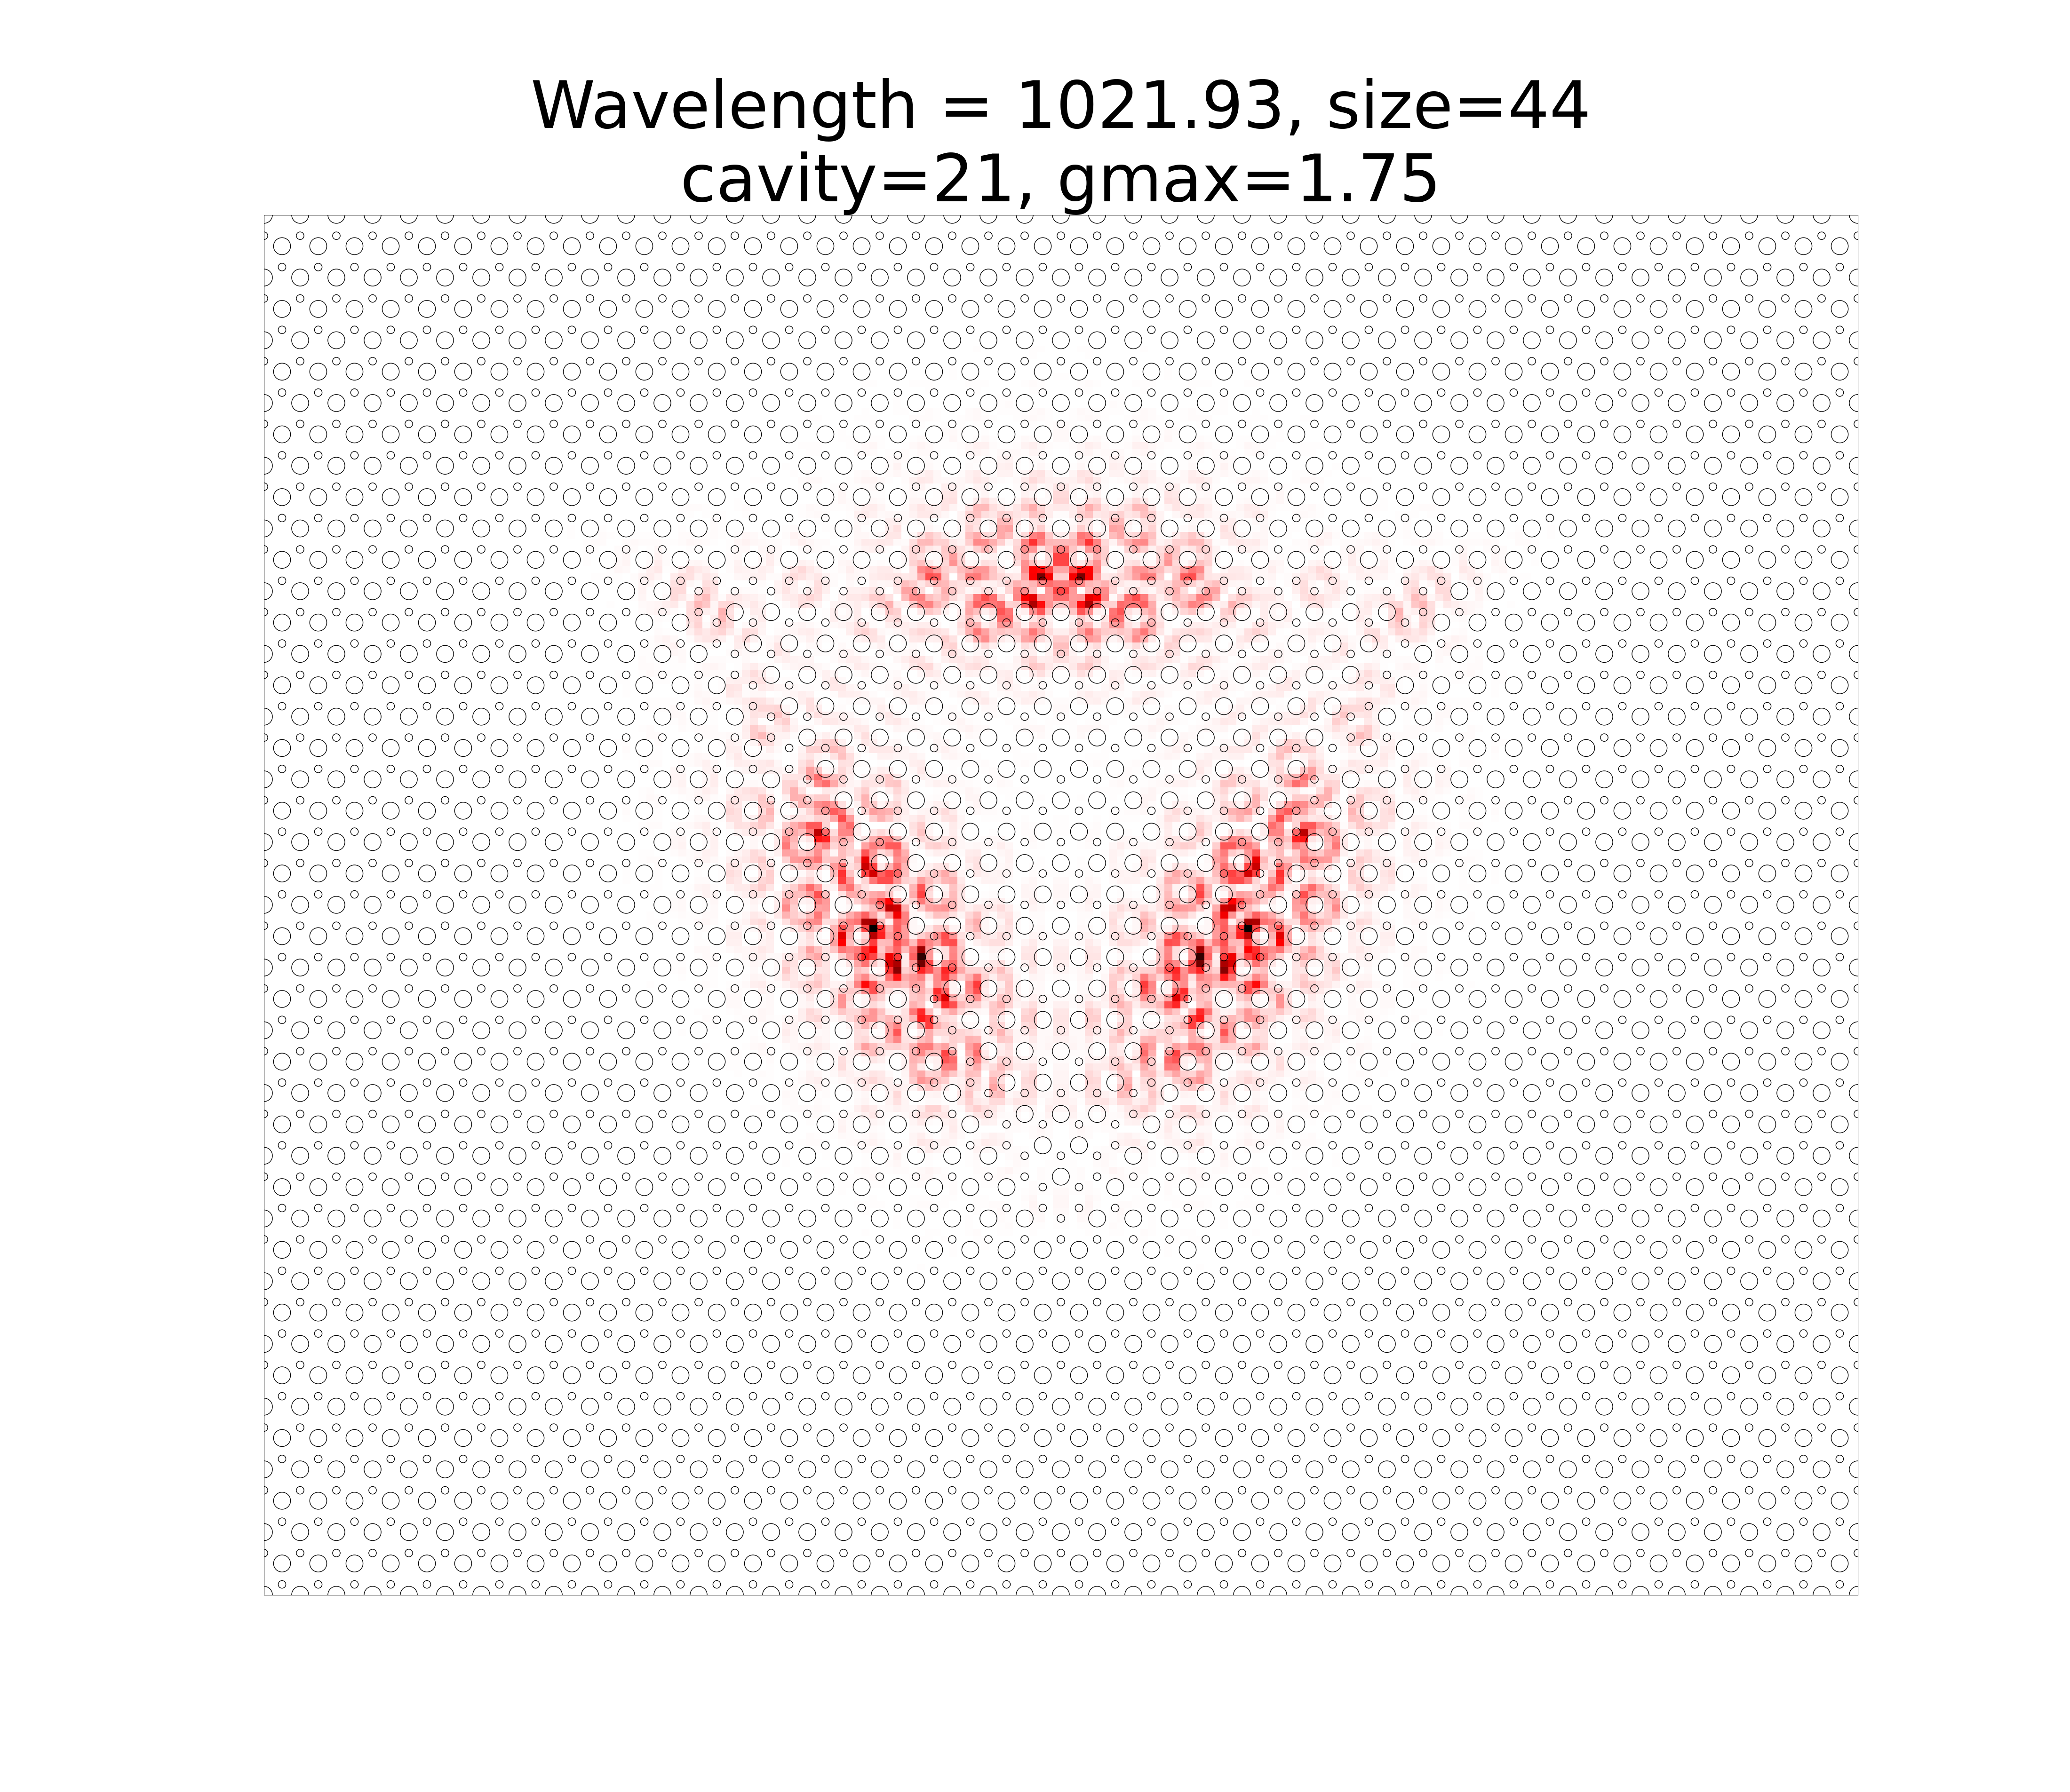 Wavelength = 1021.93, size=44
cavity=21, gmax=1.75